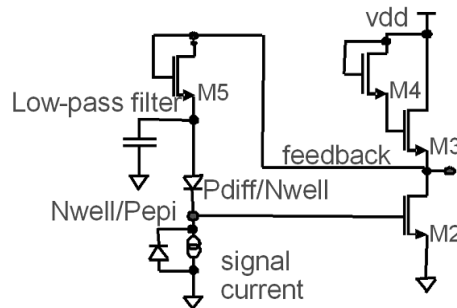 vdd
M4
M5
Low-pass filter
M3
feedback
Pdiff/Nwell
Nwell/Pepi
M2
signal
current